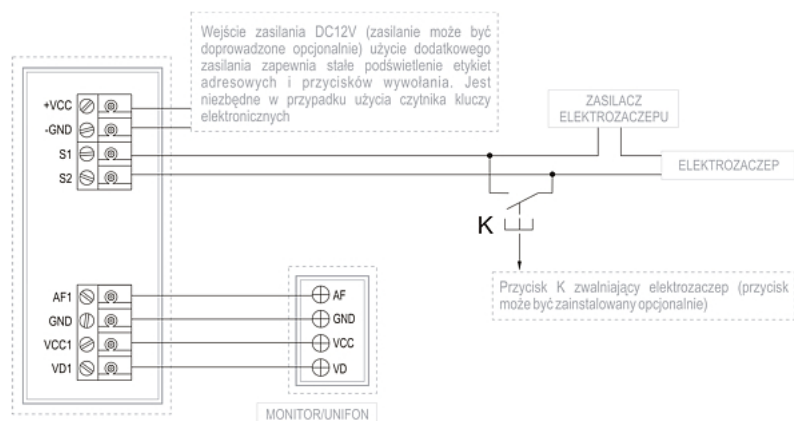 Wejście zasilania DC12V (zasilanie może być
doprowadzone opcjonalnie) użycie dodatkowego
zasilania zapewnia stałe podświetlenie etykiet
adresowych i przycisków wywołania. Jest
niezbędne w przypadku użycia czytnika kluczy
elektronicznych
+VCC
-GND
S1
S2
ZASILACZ
ELEKTROZACZEPU
ELEKTROZACZEP
K
Przycisk K zwalniający elektrozaczep (przycisk
może być zainstalowany opcjonalnie)
AF1
GND
VCC1
VD1
AF
GND
VCC
VD
MONITOR/UNIFON